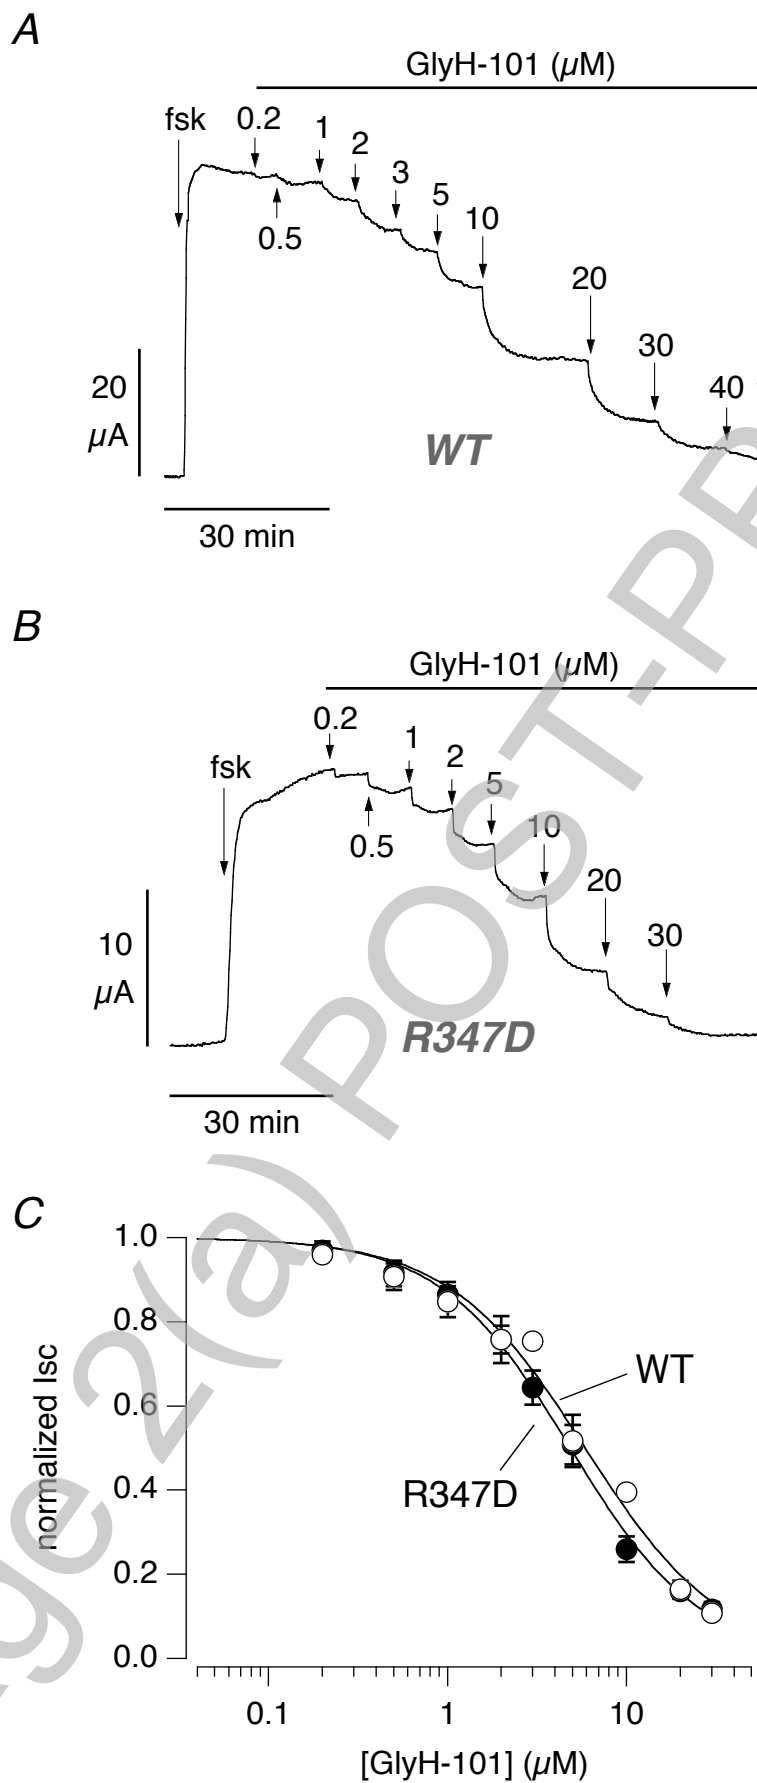 A
GlyH-101 (µM)
fsk
0.2
1
2
3
5
10
0.5
20
30
40
20
µA
WT
30 min
B
GlyH-101 (µM)
0.2
fsk
1
2
5
10
0.5
20
30
10
µA
R347D
30 min
C
1.0
0.8
0.6
0.4
0.2
0.0
normalized Isc
WT
R347D
0.1
1
10
[GlyH-101] (µM)
ge 2(a) POST-PR